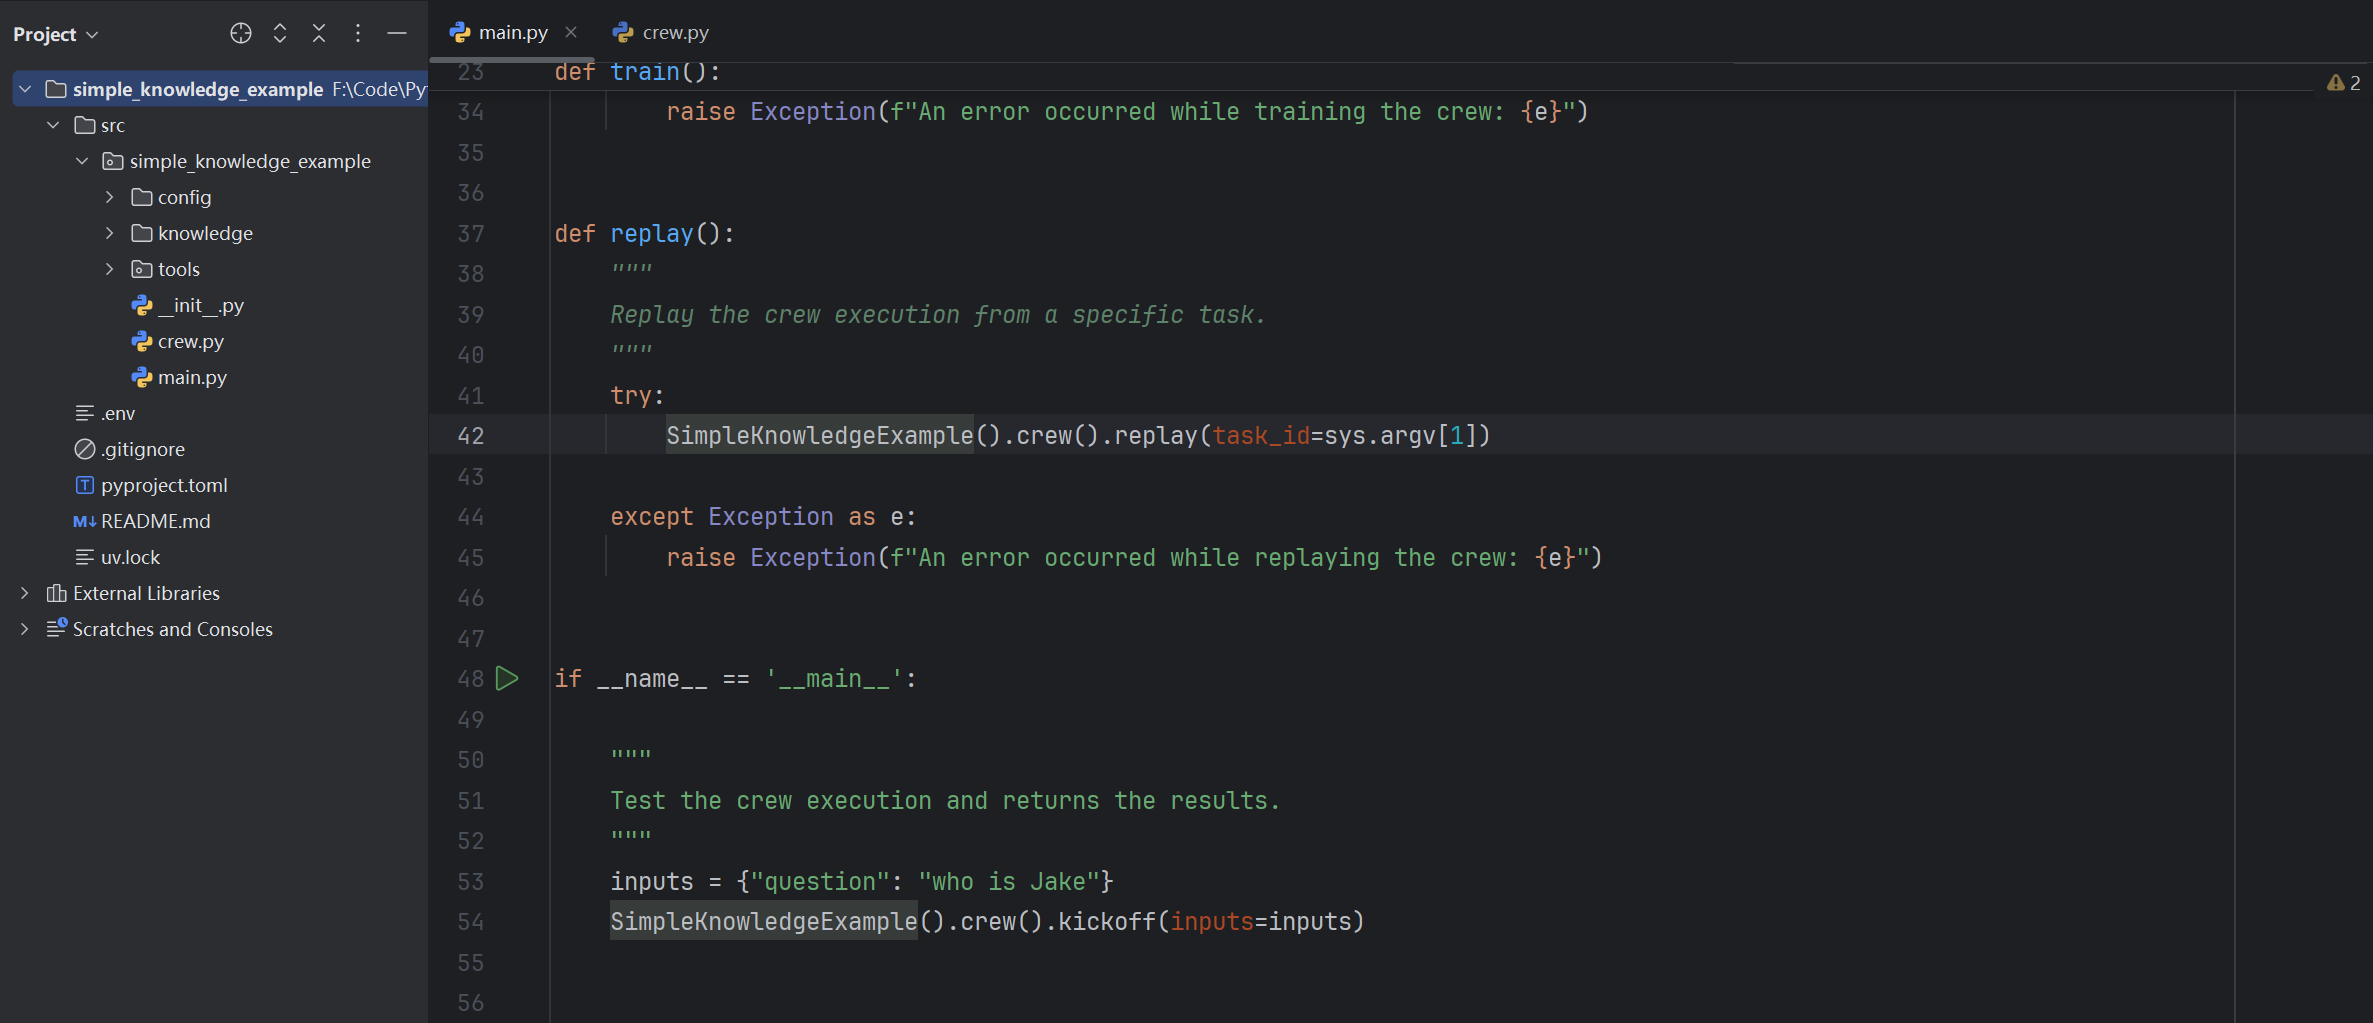 Project
simple_knowledge_example F:\Code\Py
src
simple_knowledge_example
config
knowledge
tools
__init__.py
crew.py
main.py
.env
.gitignore
pyproject.toml
README.md
uv.lock
External Libraries
Scratches and Consoles
main.py crew.py
2
23 def train():
34 raise Exception(f"An error occurred while training the crew: {e}")
35
36
37 def replay():
38 """
39 Replay the crew execution from a specific task.
40 """
41 try:
42 SimpleKnowledgeExample().crew().replay(task_id=sys.argv[1])
43
44 except Exception as e:
45 raise Exception(f"An error occurred while replaying the crew: {e}")
46
47
48 if __name__ == '__main__':
49
50 """
51 Test the crew execution and returns the results.
52 """
53 inputs = {"question": "who is Jake"}
54 SimpleKnowledgeExample().crew().kickoff(inputs=inputs)
55
56